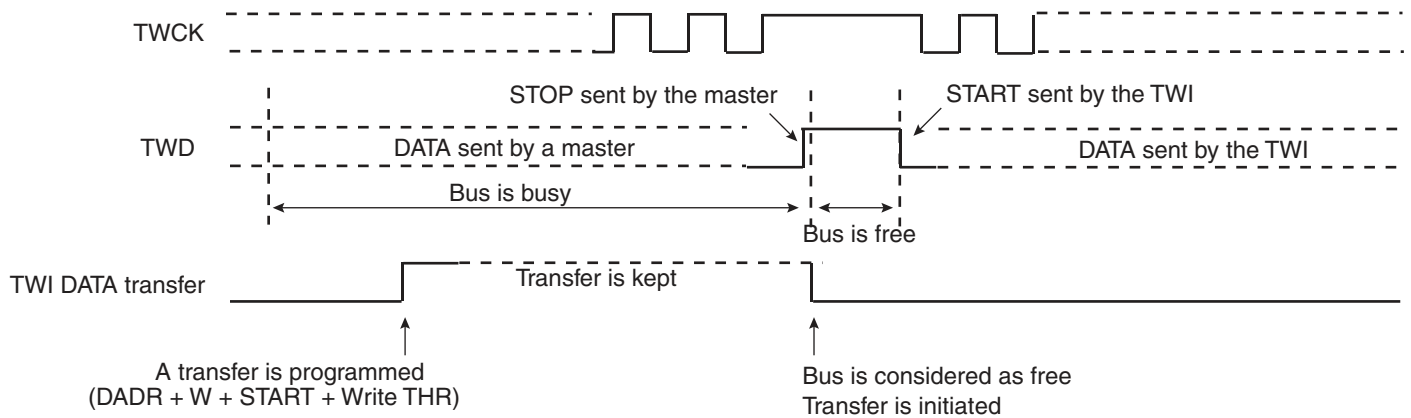 TWCK
STOP sent by the master
START sent by the TWI
TWD
DATA sent by a master
DATA sent by the TWI
Bus is busy
Bus is free
TWI DATA transfer
Transfer is kept
A transfer is programmed
(DADR + W + START + Write THR)
Bus is considered as free
Transfer is initiated